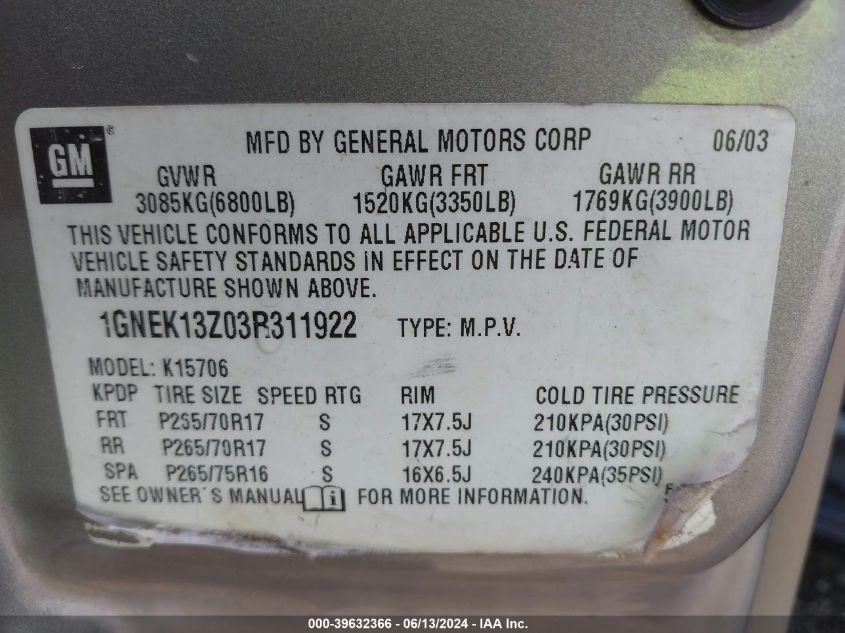 MFD BY GENERAL MOTORS CORP 06/03
GM ®
GVWR GAWR FRT GAWR RR
3085KG(6800LB) 1520KG(3350LB) 1769KG(3900LB)
THIS VEHICLE CONFORMS TO ALL APPLICABLE U.S. FEDERAL MOTOR
VEHICLE SAFETY STANDARDS IN EFFECT ON THE DATE OF
MANUFACTURE SHOWN ABOVE.
1GNEK13Z03R311922 TYPE: M.P.V.
MODEL: K15706
KPDP TIRE SIZE SPEED RTG RIM COLD TIRE PRESSURE
FRT P265/70R17 S 17X7.5J 210KPA(30PSI)
RR P265/70R17 S 17X7.5J 210KPA(30PSI)
SPA P265/75R16 S 16X6.5J 240KPA(35PSI)
SEE OWNER'S MANUAL i FOR MORE INFORMATION.
000-39632366 - 06/13/2024 - IAA Inc.